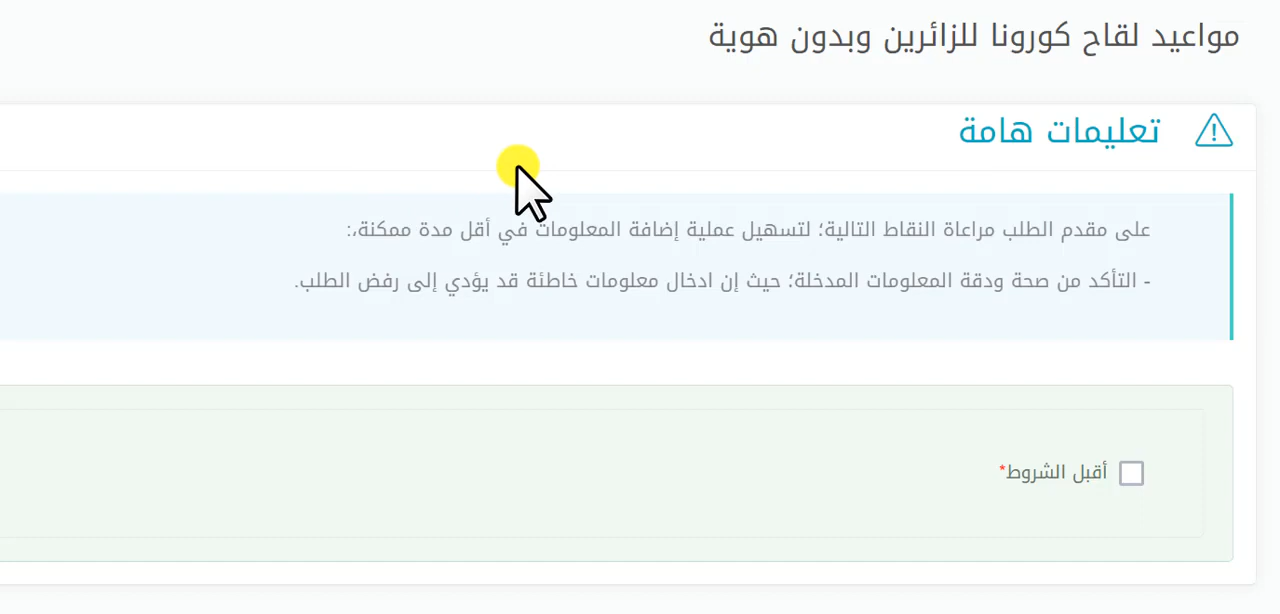 مواعيد لقاح كورونا للزائرين وبدون هوية
تعليمات هامة
على مقدم الطلب مراعاة النقاط التالية؛ لتسهيل عملية إضافة المعلومات في أقل مدة ممكنة،:
- التأكد من صحة ودقة المعلومات المدخلة؛ حيث إن ادخال معلومات خاطئة قد يؤدي إلى رفض الطلب.
أقبل الشروط*